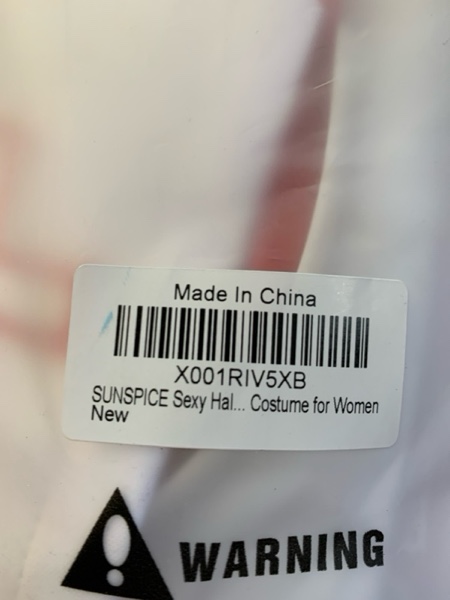 Made In China
X001RIV5XB
SUNSPICE Sexy Hal... Costume for Women
New
WARNING